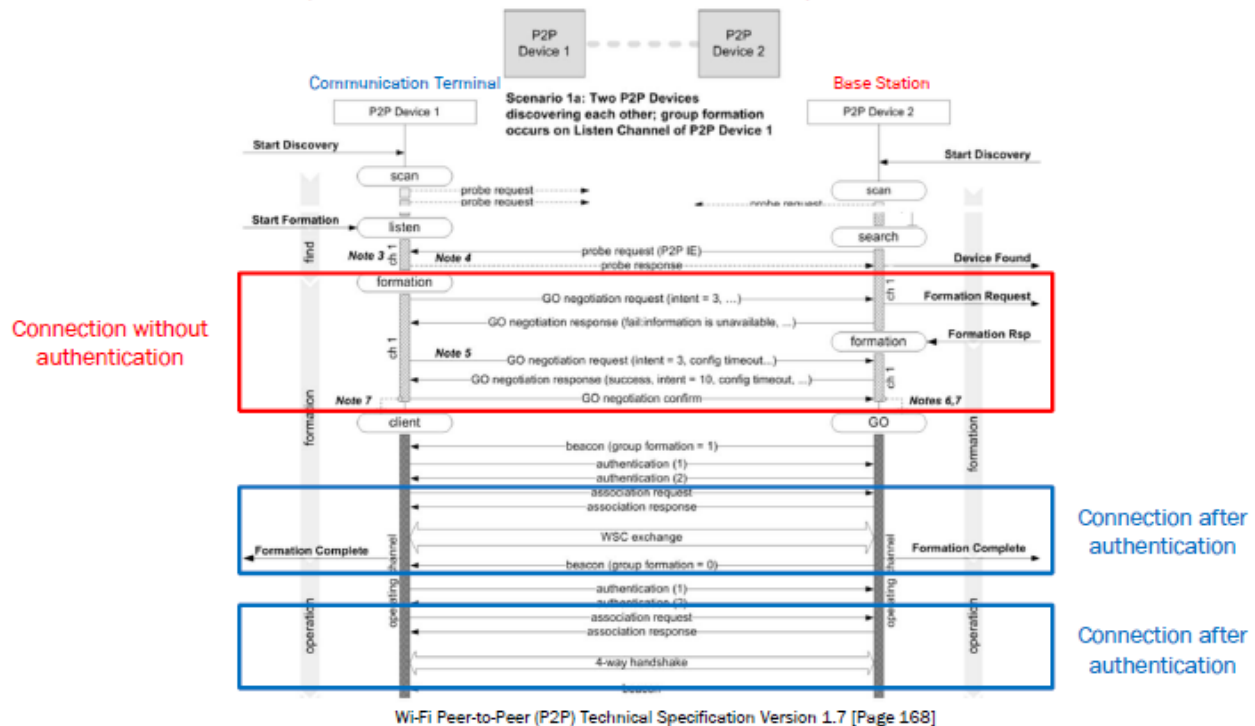 P2P
Device 1
P2P
Device 2
Communication Terminal
Base Station
P2P Device 1
Scenario 1a: Two P2P Devices
discovering each other; group formation
occurs on Listen Channel of P2P Device 1
P2P Device 2
Start Discovery
Start Discovery
scan
scan
probe request
probe request
probe request
Start Formation
listen
search
find
Note 3
ch 1
Note 4
probe request (P2P IE)
probe response
Device Found
Connection without
authentication
formation
ch 1
GO negotiation request (intent = 3, ...)
Formation Request
GO negotiation response (fail:information is unavailable, ...)
formation
Formation Rsp
ch 1
Note 5
GO negotiation request (intent = 3, config timeout...)
GO negotiation response (success, intent = 10, config timeout, ...)
ch 1
Note 7
GO negotiation confirm
Notes 6,7
formation
client
GO
formation
beacon (group formation = 1)
authentication (1)
authentication (2)
association request
association response
Connection after
authentication
WSC exchange
Formation Complete
Formation Complete
beacon (group formation = 0)
operating channel
operating channel
authentication (1)
authentication (2)
association request
association response
operation
operation
Connection after
authentication
4-way handshake
beacon
Wi-Fi Peer-to-Peer (P2P) Technical Specification Version 1.7 [Page 168]